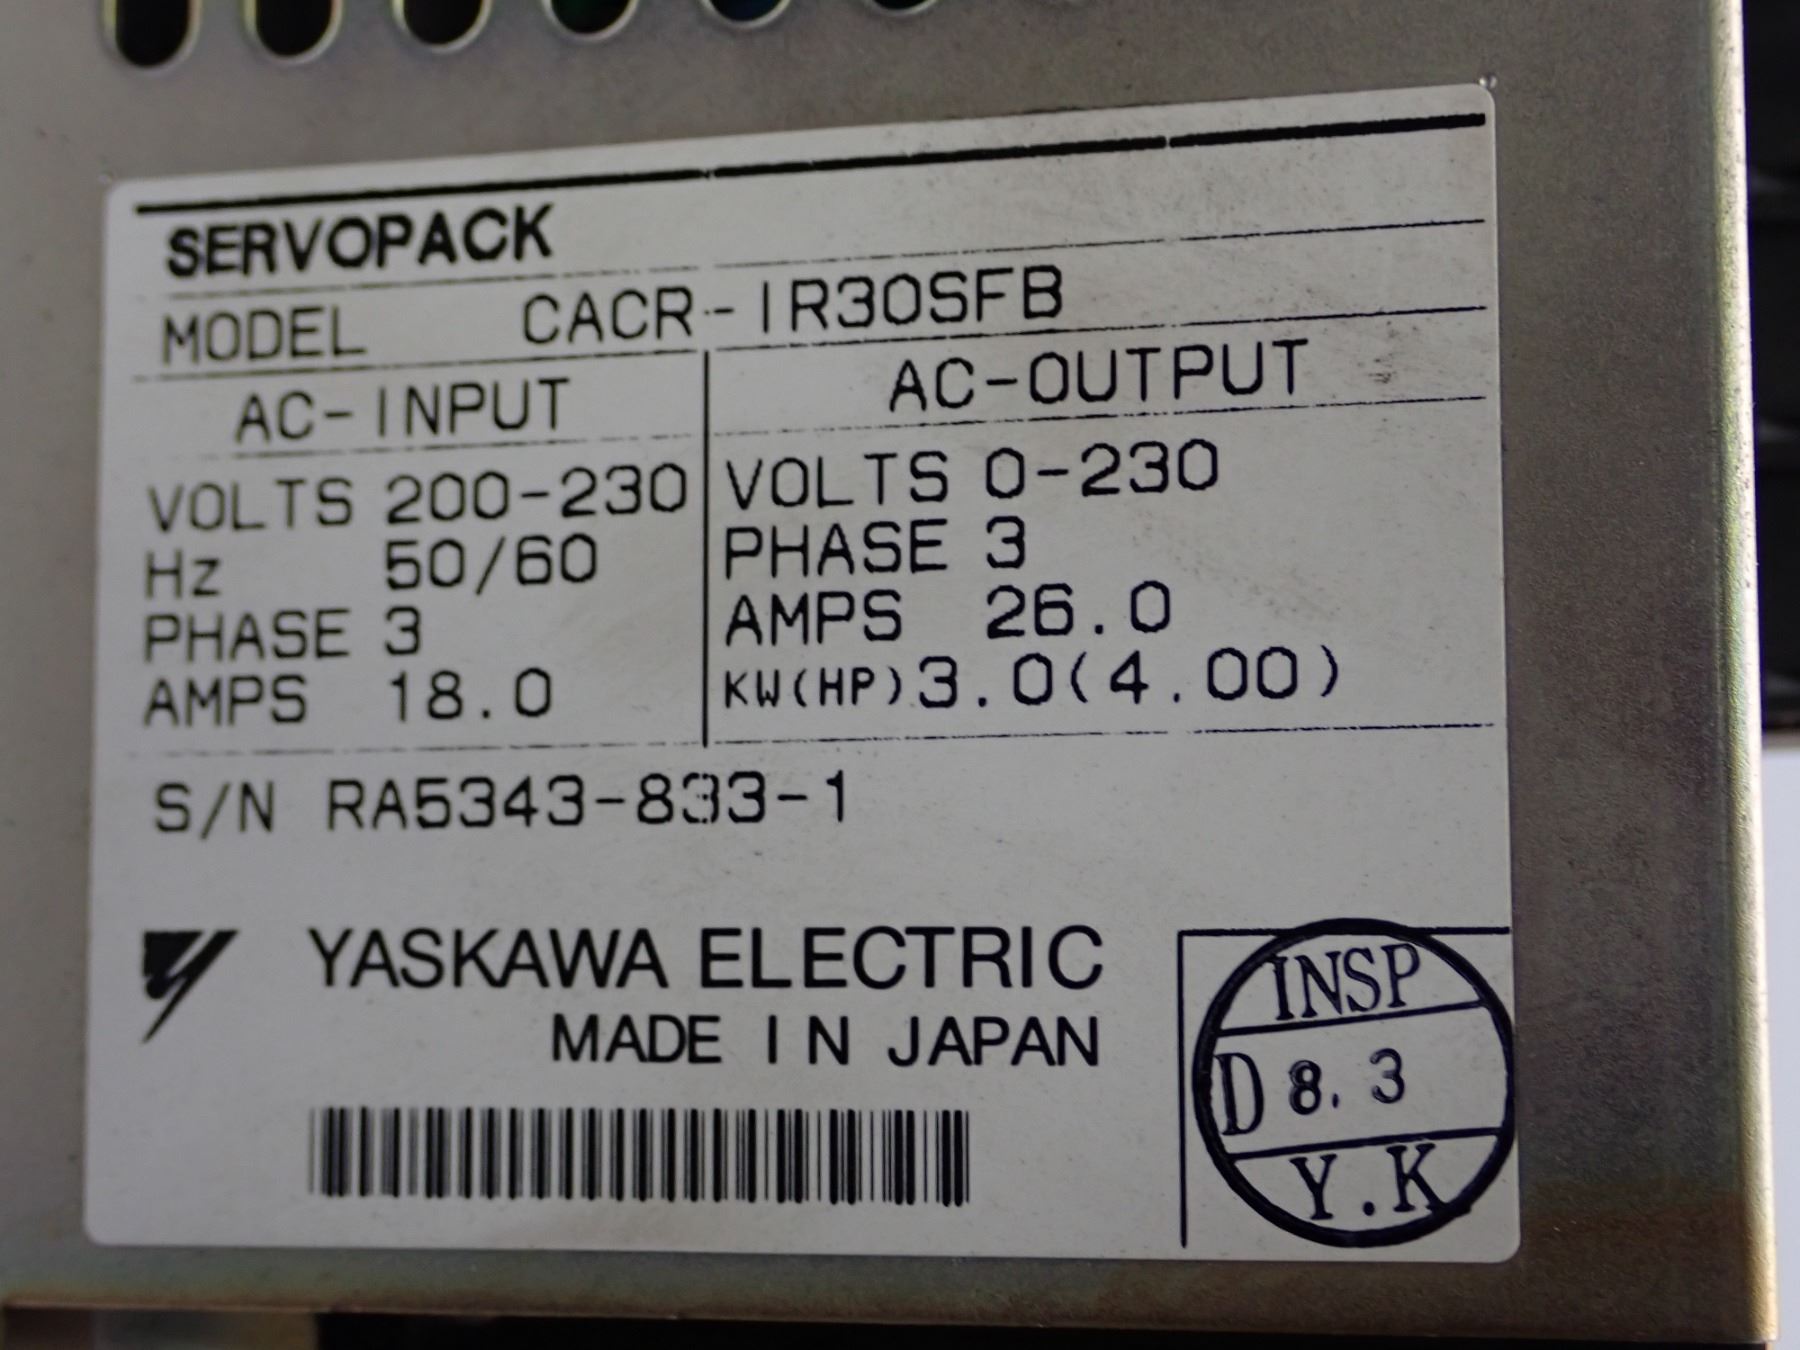 SERVOPACK
MODEL CACR-IR30SFB
AC-INPUT
VOLTS 200-230
Hz 50/60
PHASE 3
AMPS 18.0
AC-OUTPUT
VOLTS 0-230
PHASE 3
AMPS 26.0
KW(HP) 3.0(4.00)
S/N RA5343-833-1
YASKAWA ELECTRIC
MADE IN JAPAN
INSP
D 8. 3
Y.K